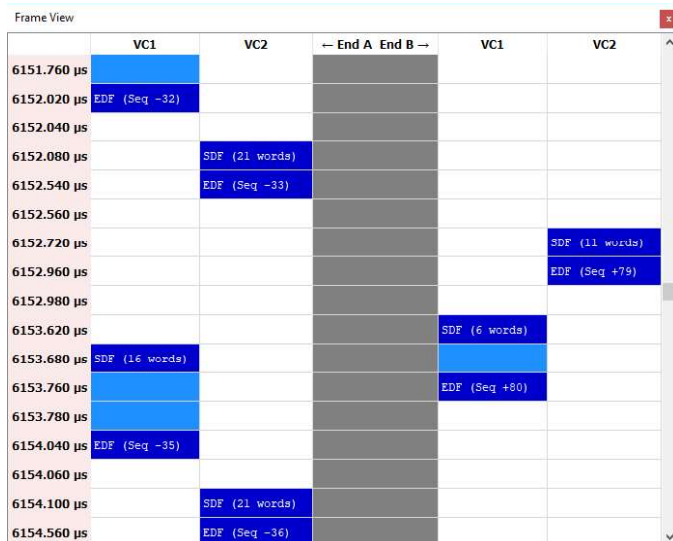 Frame View x
VC1 VC2 ← End A End B → VC1 VC2
6151.760 µs
6152.020 µs EDF (Seq -32)
6152.040 µs
6152.080 µs SDF (21 words)
6152.540 µs EDF (Seq -33)
6152.560 µs
6152.720 µs SDF (11 words)
6152.960 µs EDF (Seq +79)
6152.980 µs
6153.620 µs SDF (6 words)
6153.680 µs SDF (16 words)
6153.760 µs EDF (Seq +80)
6153.780 µs
6154.040 µs EDF (Seq -35)
6154.060 µs
6154.100 µs SDF (21 words)
6154.560 µs EDF (Seq -36)